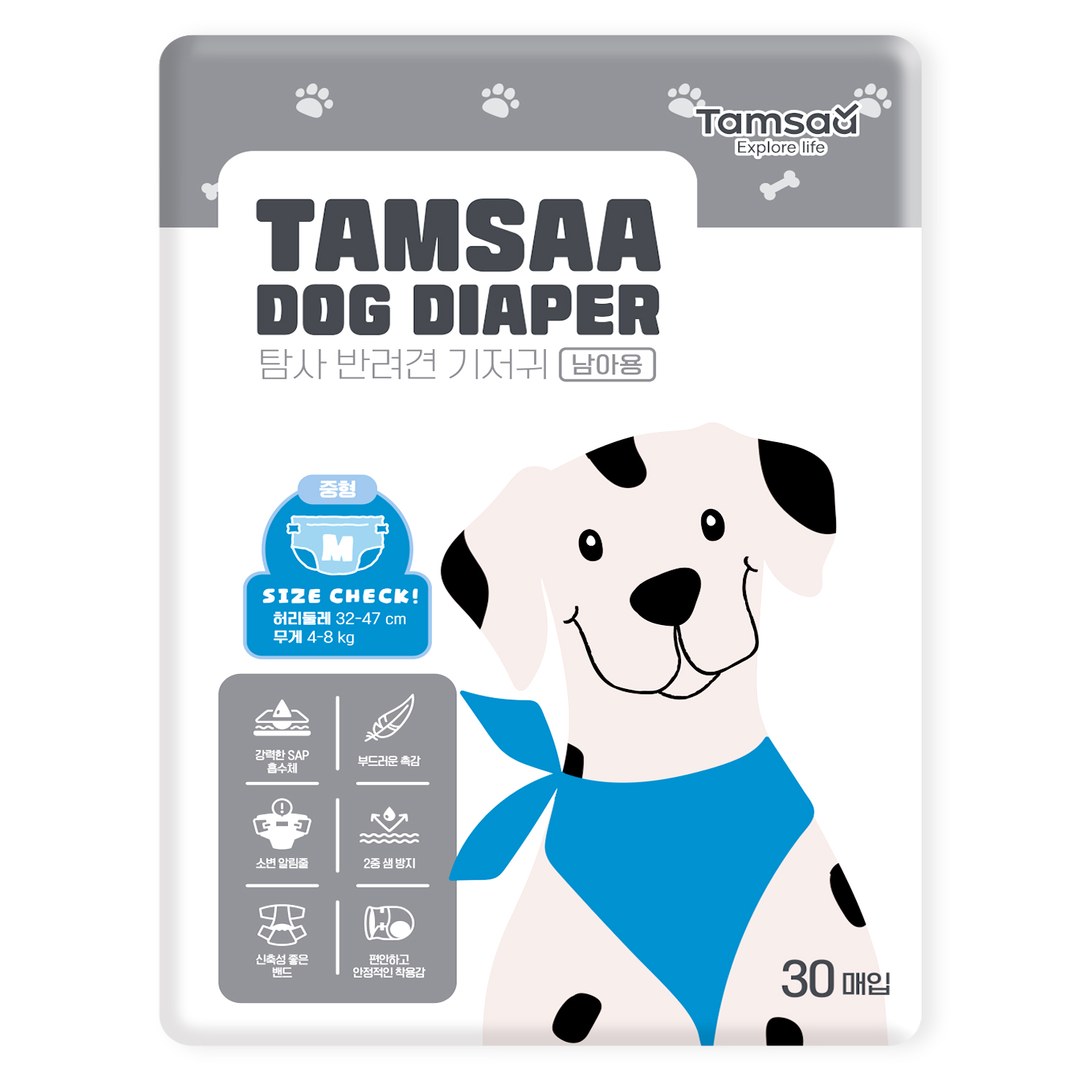 Tamsaa
Explore life
TAMSAA
DOG DIAPER
탐사 반려견 기저귀 남아용
중형
M
SIZE CHECK!
허리둘레 32-47 cm
무게 4-8 kg
강력한 SAP
흡수체
부드러운 촉감
소변 알림줄
2중 샘 방지
신축성 좋은
밴드
편안하고
안정적인 착용감
30 매입